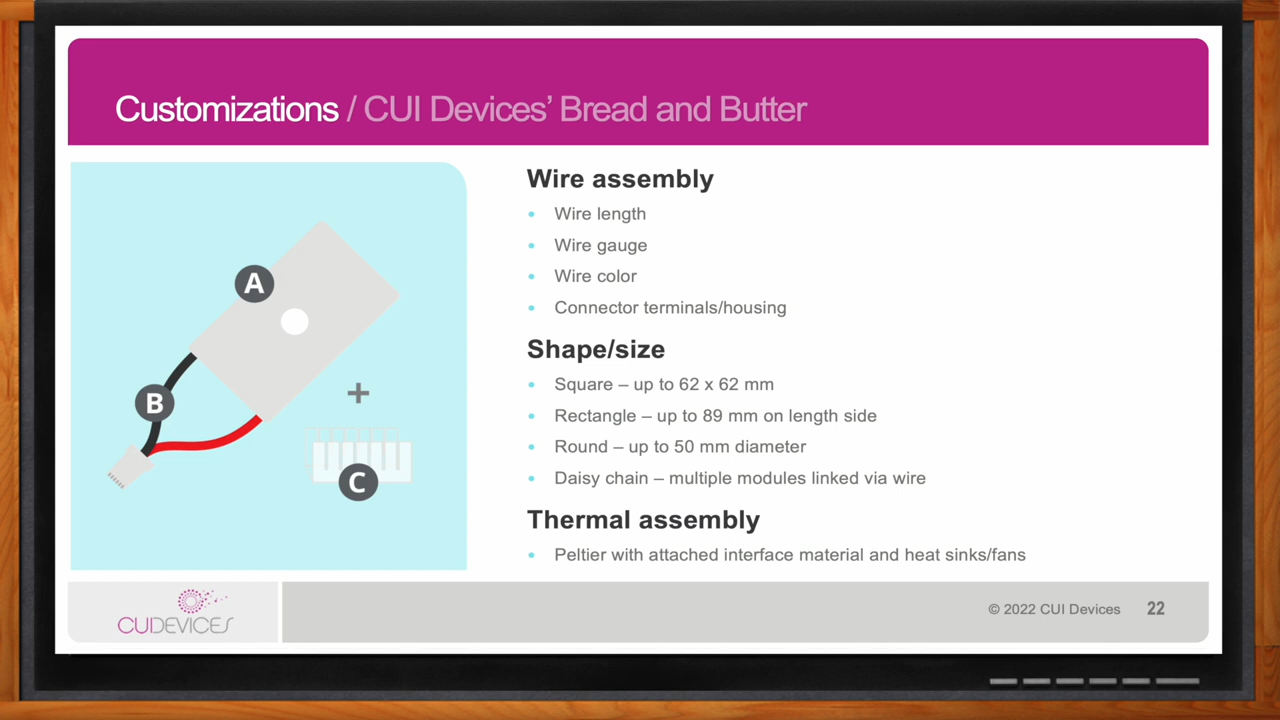 Customizations / CUI Devices’ Bread and Butter
A
B
C
+
Wire assembly
• Wire length
• Wire gauge
• Wire color
• Connector terminals/housing
Shape/size
• Square – up to 62 x 62 mm
• Rectangle – up to 89 mm on length side
• Round – up to 50 mm diameter
• Daisy chain – multiple modules linked via wire
Thermal assembly
• Peltier with attached interface material and heat sinks/fans
CUIDEVICES
© 2022 CUI Devices 22